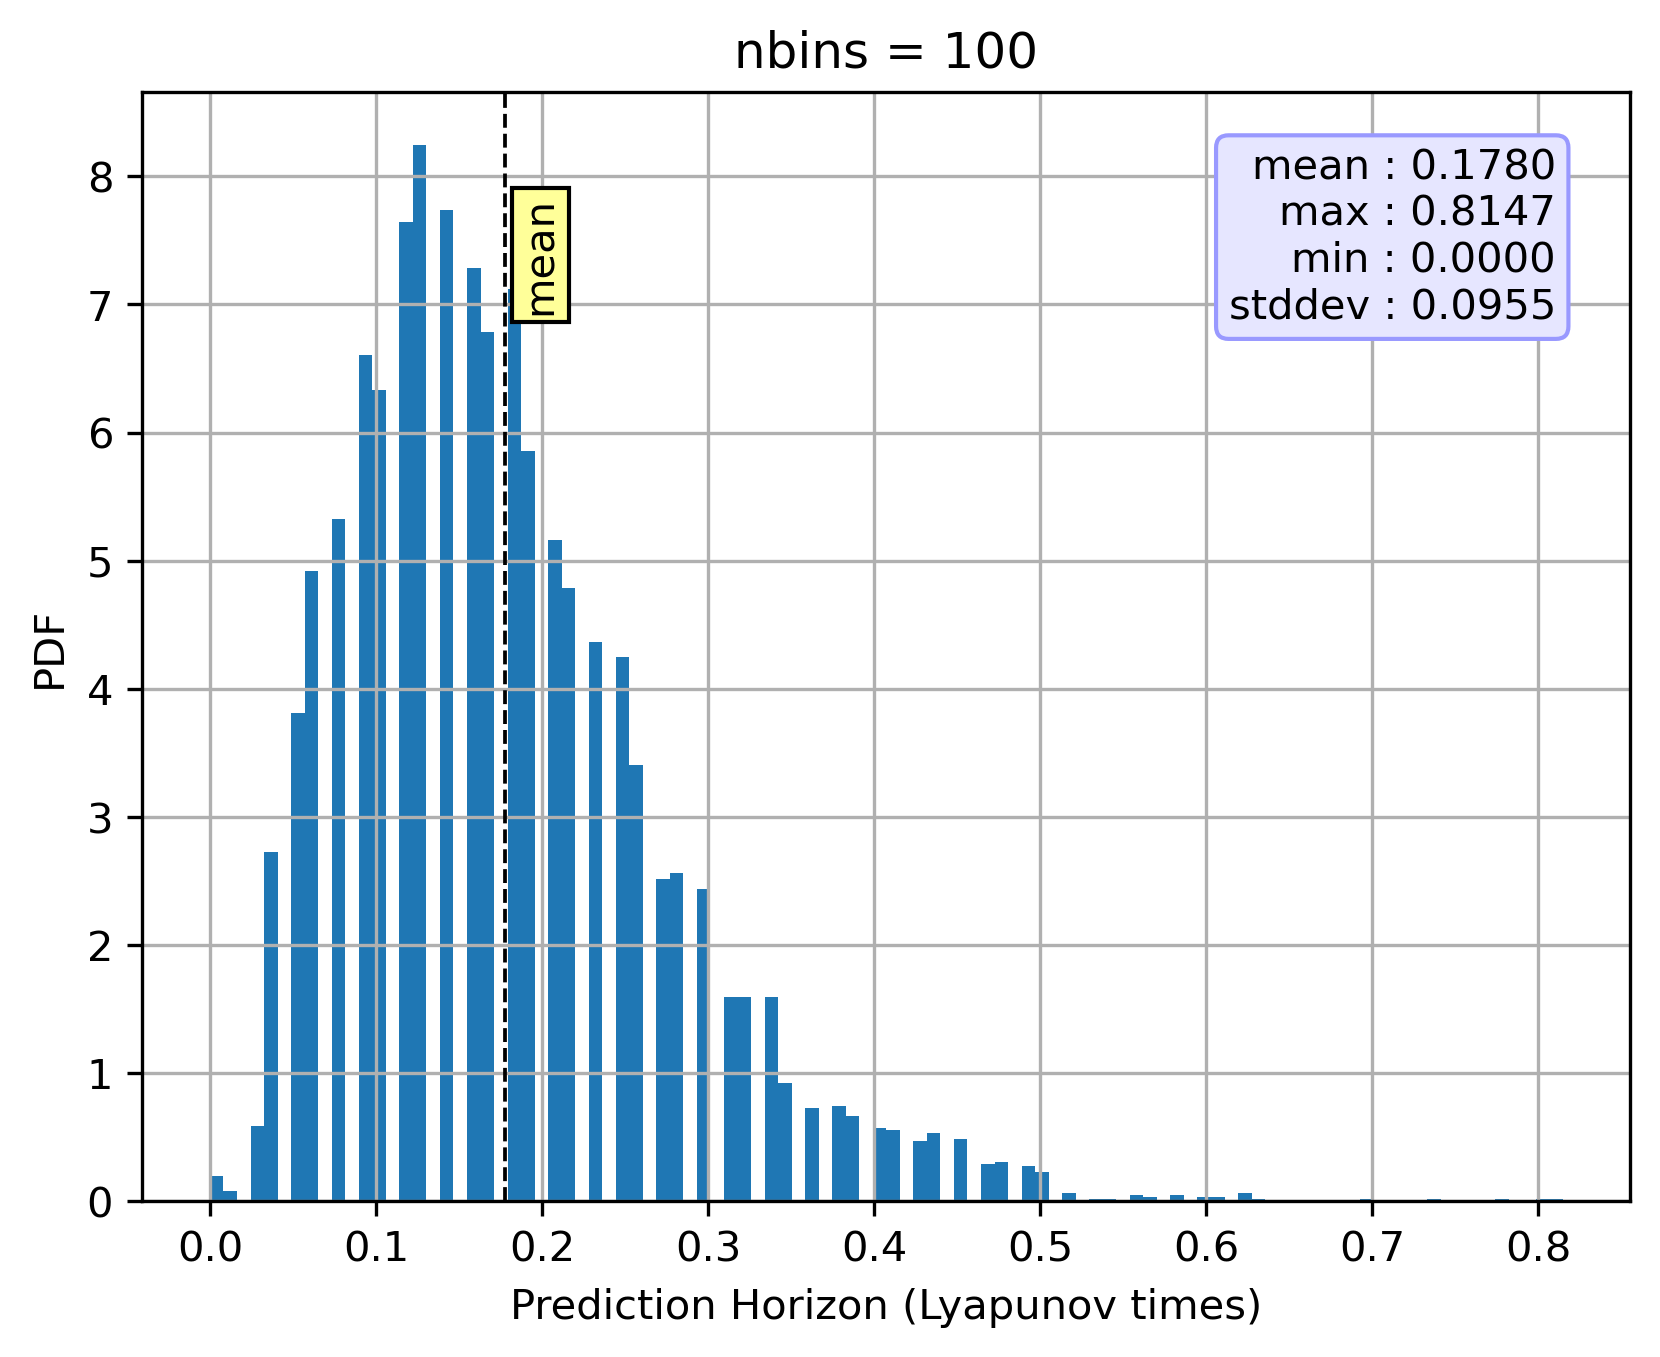 nbins = 100
mean : 0.1780
max : 0.8147
min : 0.0000
stddev : 0.0955
mean
PDF
8
7
6
5
4
3
2
1
0
0.0 0.1 0.2 0.3 0.4 0.5 0.6 0.7 0.8
Prediction Horizon (Lyapunov times)